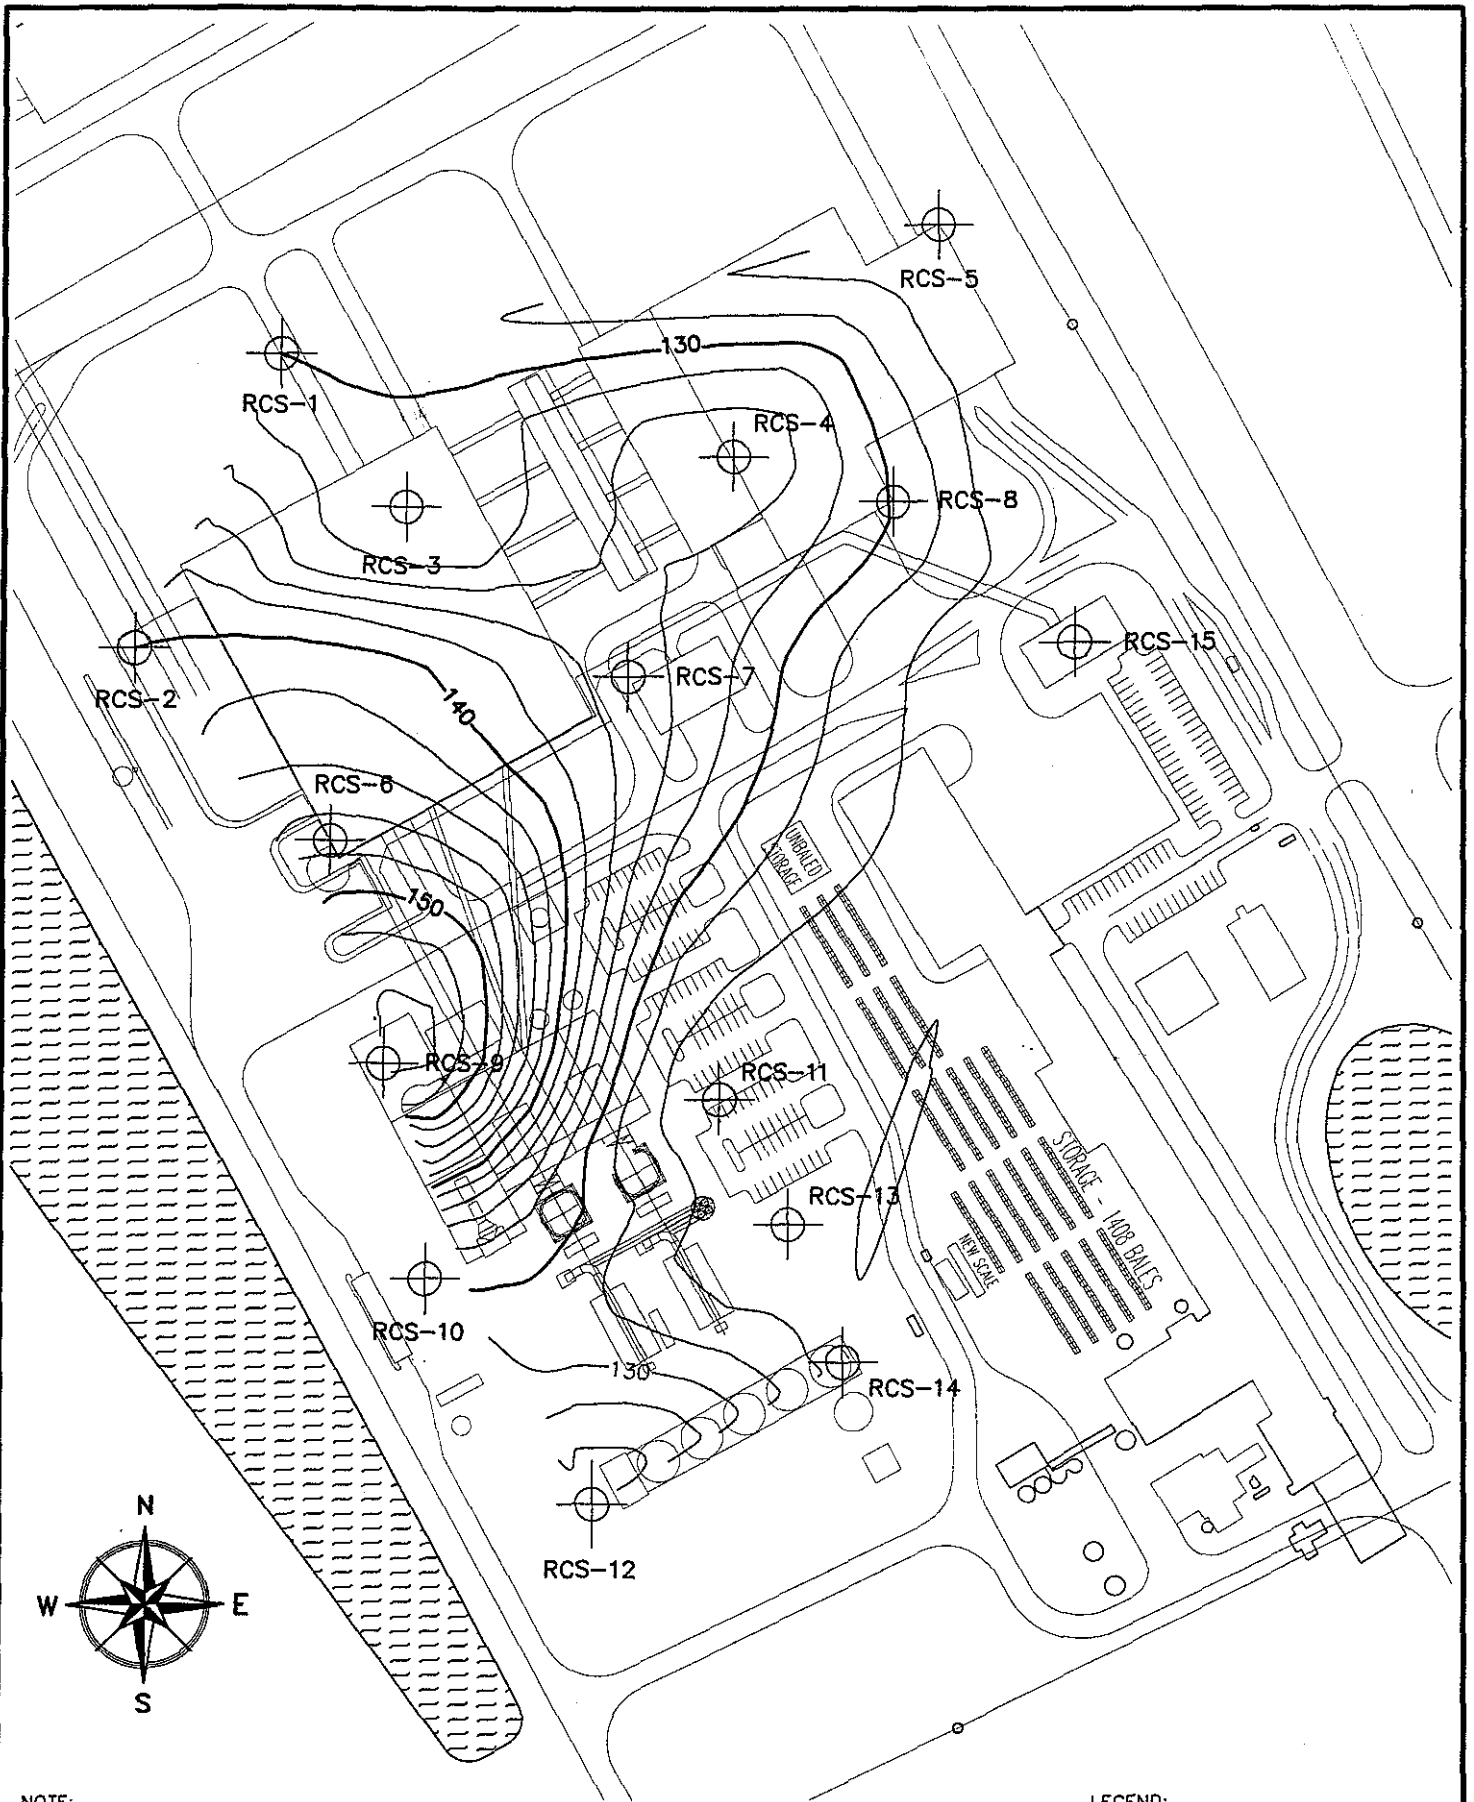 RCS-5
130
RCS-1
RCS-4
RCS-8
RCS-3
RCS-15
RCS-7
RCS-2
140
RCS-6
UNBALED
STORAGE
150
RCS-9
RCS-11
STORAGE - 1408 BALES
RCS-13
NEW SCALE
RCS-10
130
RCS-14
N
RCS-12
W
E
S
NOTE:
LEGEND: